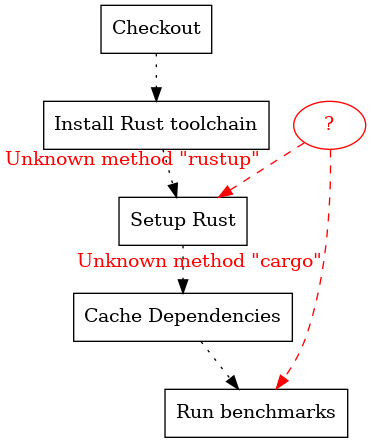 Checkout
Install Rust toolchain
?
Unknown method "rustup"
Setup Rust
Unknown method "cargo"
Cache Dependencies
Run benchmarks